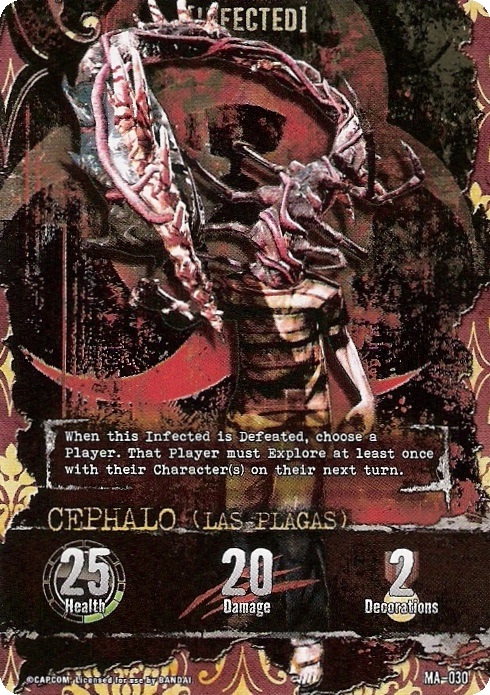 [INFECTED]
When this Infected is Defeated, choose a
Player. That Player must Explore at least once
with their Character(s) on their next turn.
CEPHALO (LAS PLAGAS)
25 20 2
Health Damage Decorations
©CAPCOM. Licensed for use by BANDAI MA-030